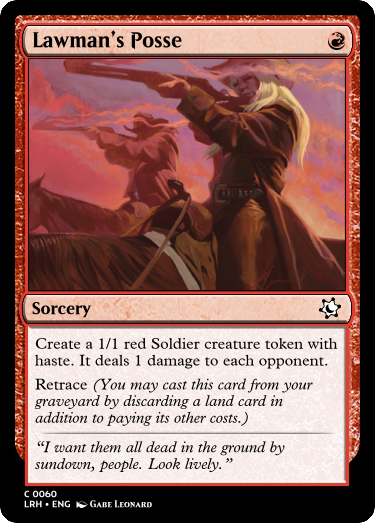 Lawman's Posse
Sorcery
Create a 1/1 red Soldier creature token with
haste. It deals 1 damage to each opponent.
Retrace (You may cast this card from your
graveyard by discarding a land card in
addition to paying its other costs.)
“I want them all dead in the ground by
sundown, people. Look lively.”
C 0060
LRH • ENG Gabe Leonard